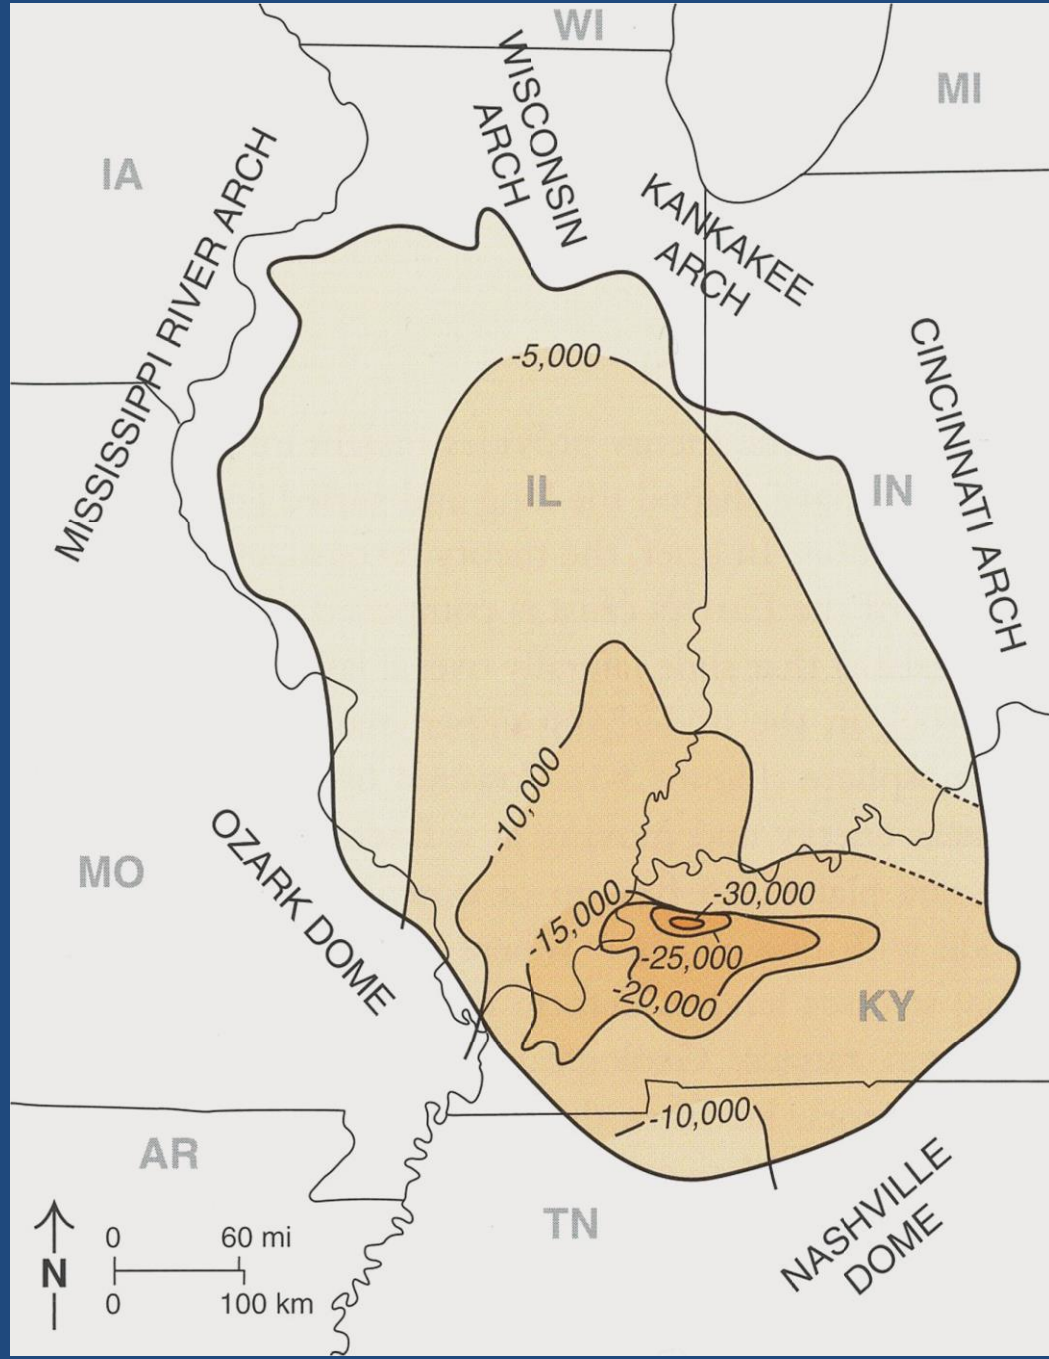 WI
MI
WISCONSIN
ARCH
IA
MISSISSIPPI RIVER ARCH
KANKAKEE
ARCH
CINCINNATI ARCH
-5,000
IL
IN
-10,000
MO
OZARK DOME
-30,000
-15,000
-25,000
-20,000
KY
-10,000
AR
TN
NASHVILLE
DOME
N
0 60 mi
0 100 km